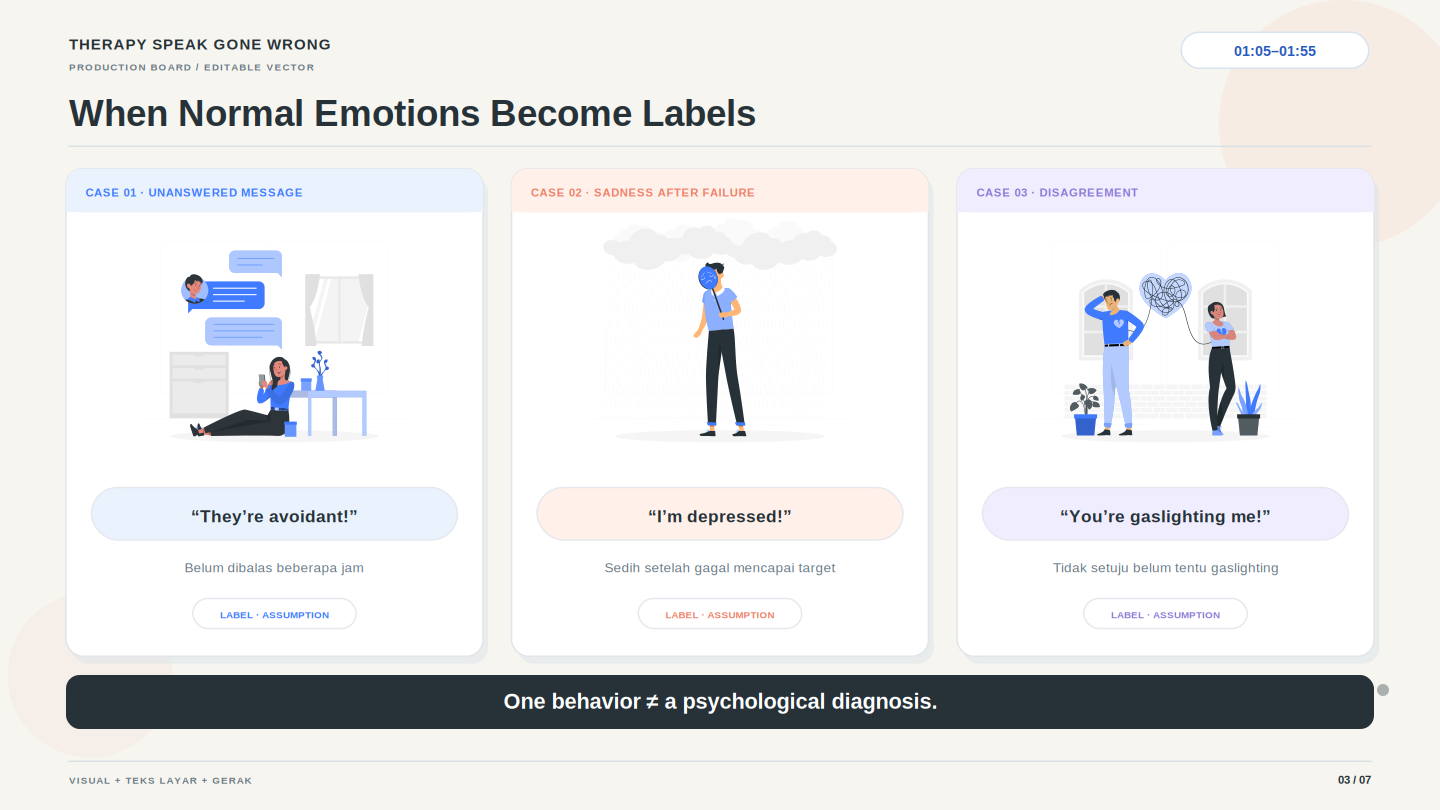 THERAPY SPEAK GONE WRONG
PRODUCTION BOARD / EDITABLE VECTOR
01:05–01:55
When Normal Emotions Become Labels
CASE 01 · UNANSWERED MESSAGE
“They’re avoidant!”
Belum dibalas beberapa jam
LABEL · ASSUMPTION
CASE 02 · SADNESS AFTER FAILURE
“I’m depressed!”
Sedih setelah gagal mencapai target
LABEL · ASSUMPTION
CASE 03 · DISAGREEMENT
“You’re gaslighting me!”
Tidak setuju belum tentu gaslighting
LABEL · ASSUMPTION
One behavior ≠ a psychological diagnosis.
VISUAL + TEKS LAYAR + GERAK
03 / 07